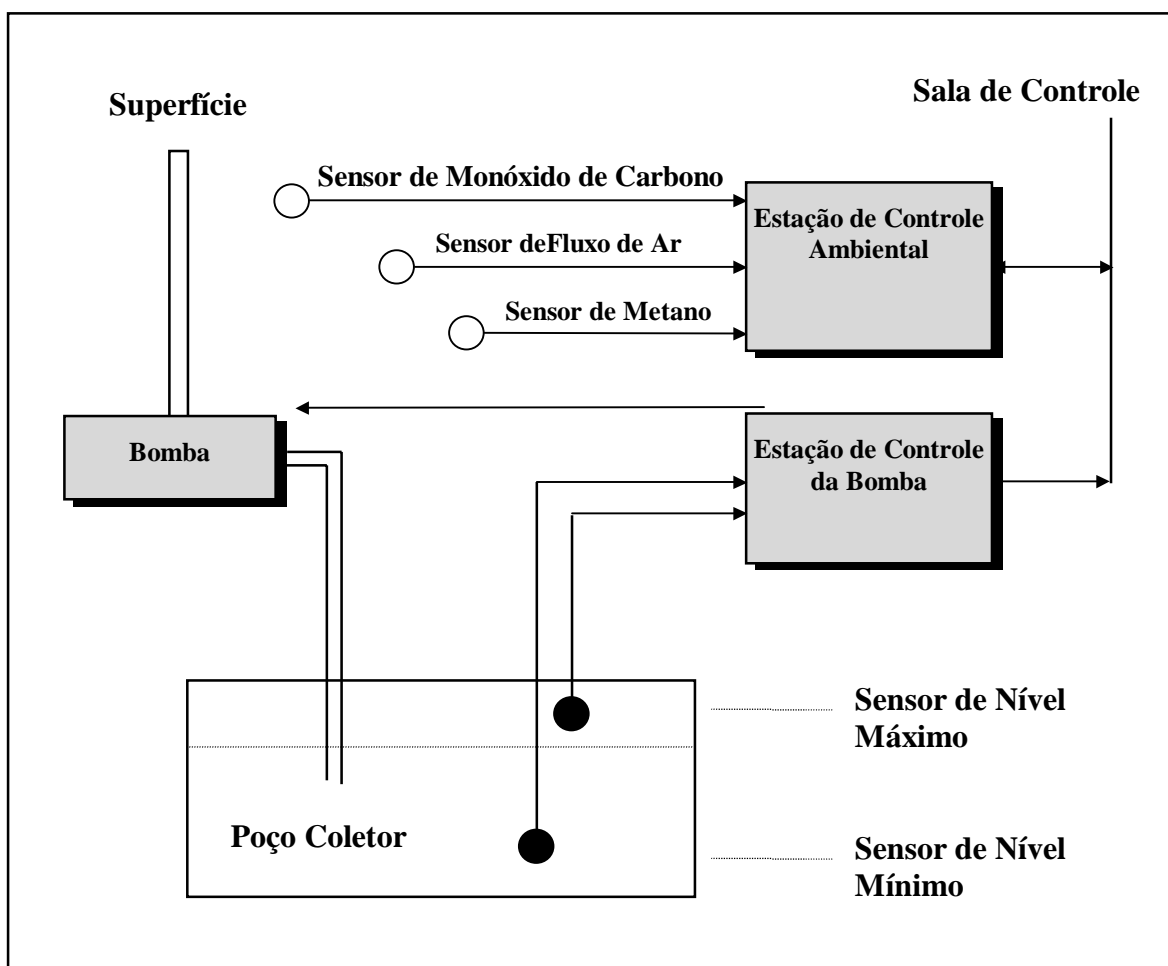 Superfície
Sala de Controle
Sensor de Monóxido de Carbono
Sensor deFluxo de Ar
Sensor de Metano
Estação de Controle
Ambiental
Bomba
Estação de Controle
da Bomba
Sensor de Nível
Máximo
Poço Coletor
Sensor de Nível
Mínimo